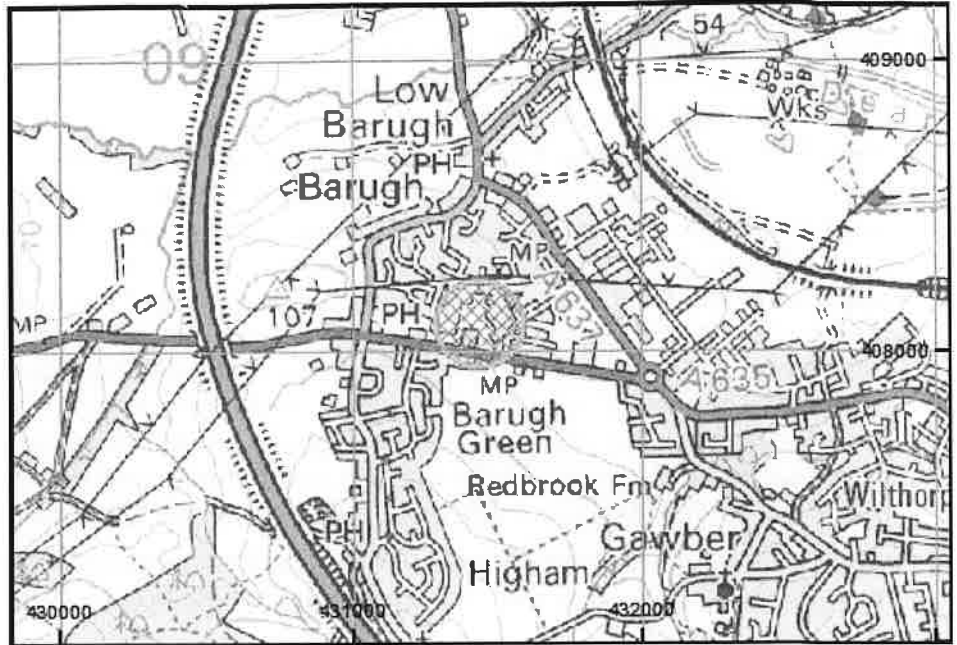 54
409000
09
Low
Barugh
Wks
PH
Barugh
MP
A637
107
PH
MP
408000
A635
MP
Barugh
Green
Redbrook Fm
Wilthorp
Gawber
PH
Higham
430000
431000
432000